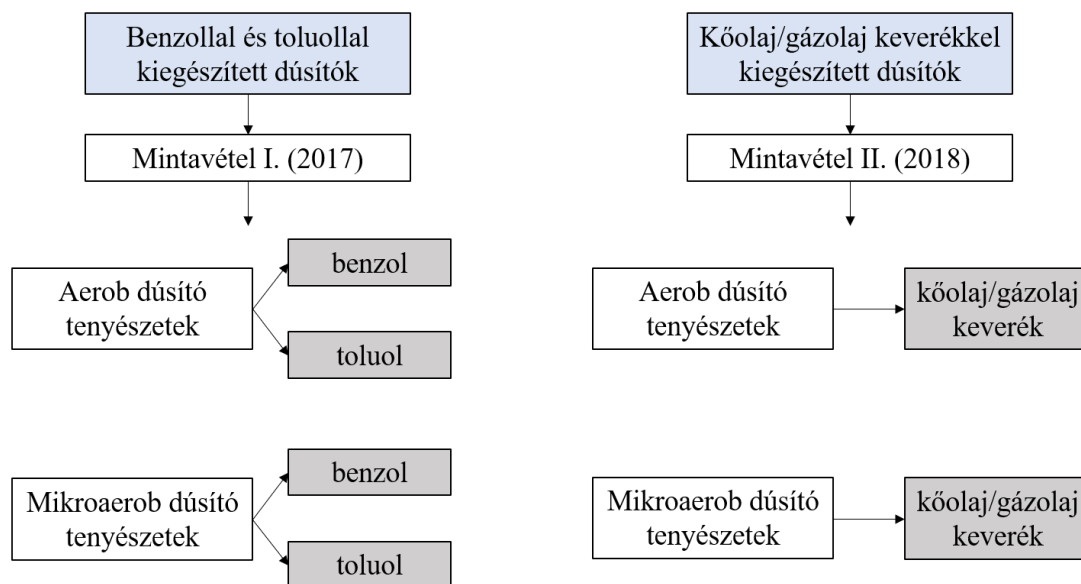 Benzollal és toluollal
kiegészített dúsítók
Mintavétel I. (2017)
Aerob dúsító
tenyészetek
benzol
toluol
Mikroaerob dúsító
tenyészetek
benzol
toluol
Kőolaj/gázolaj keverékkel
kiegészített dúsítók
Mintavétel II. (2018)
Aerob dúsító
tenyészetek
kőolaj/gázolaj
keverék
Mikroaerob dúsító
tenyészetek
kőolaj/gázolaj
keverék